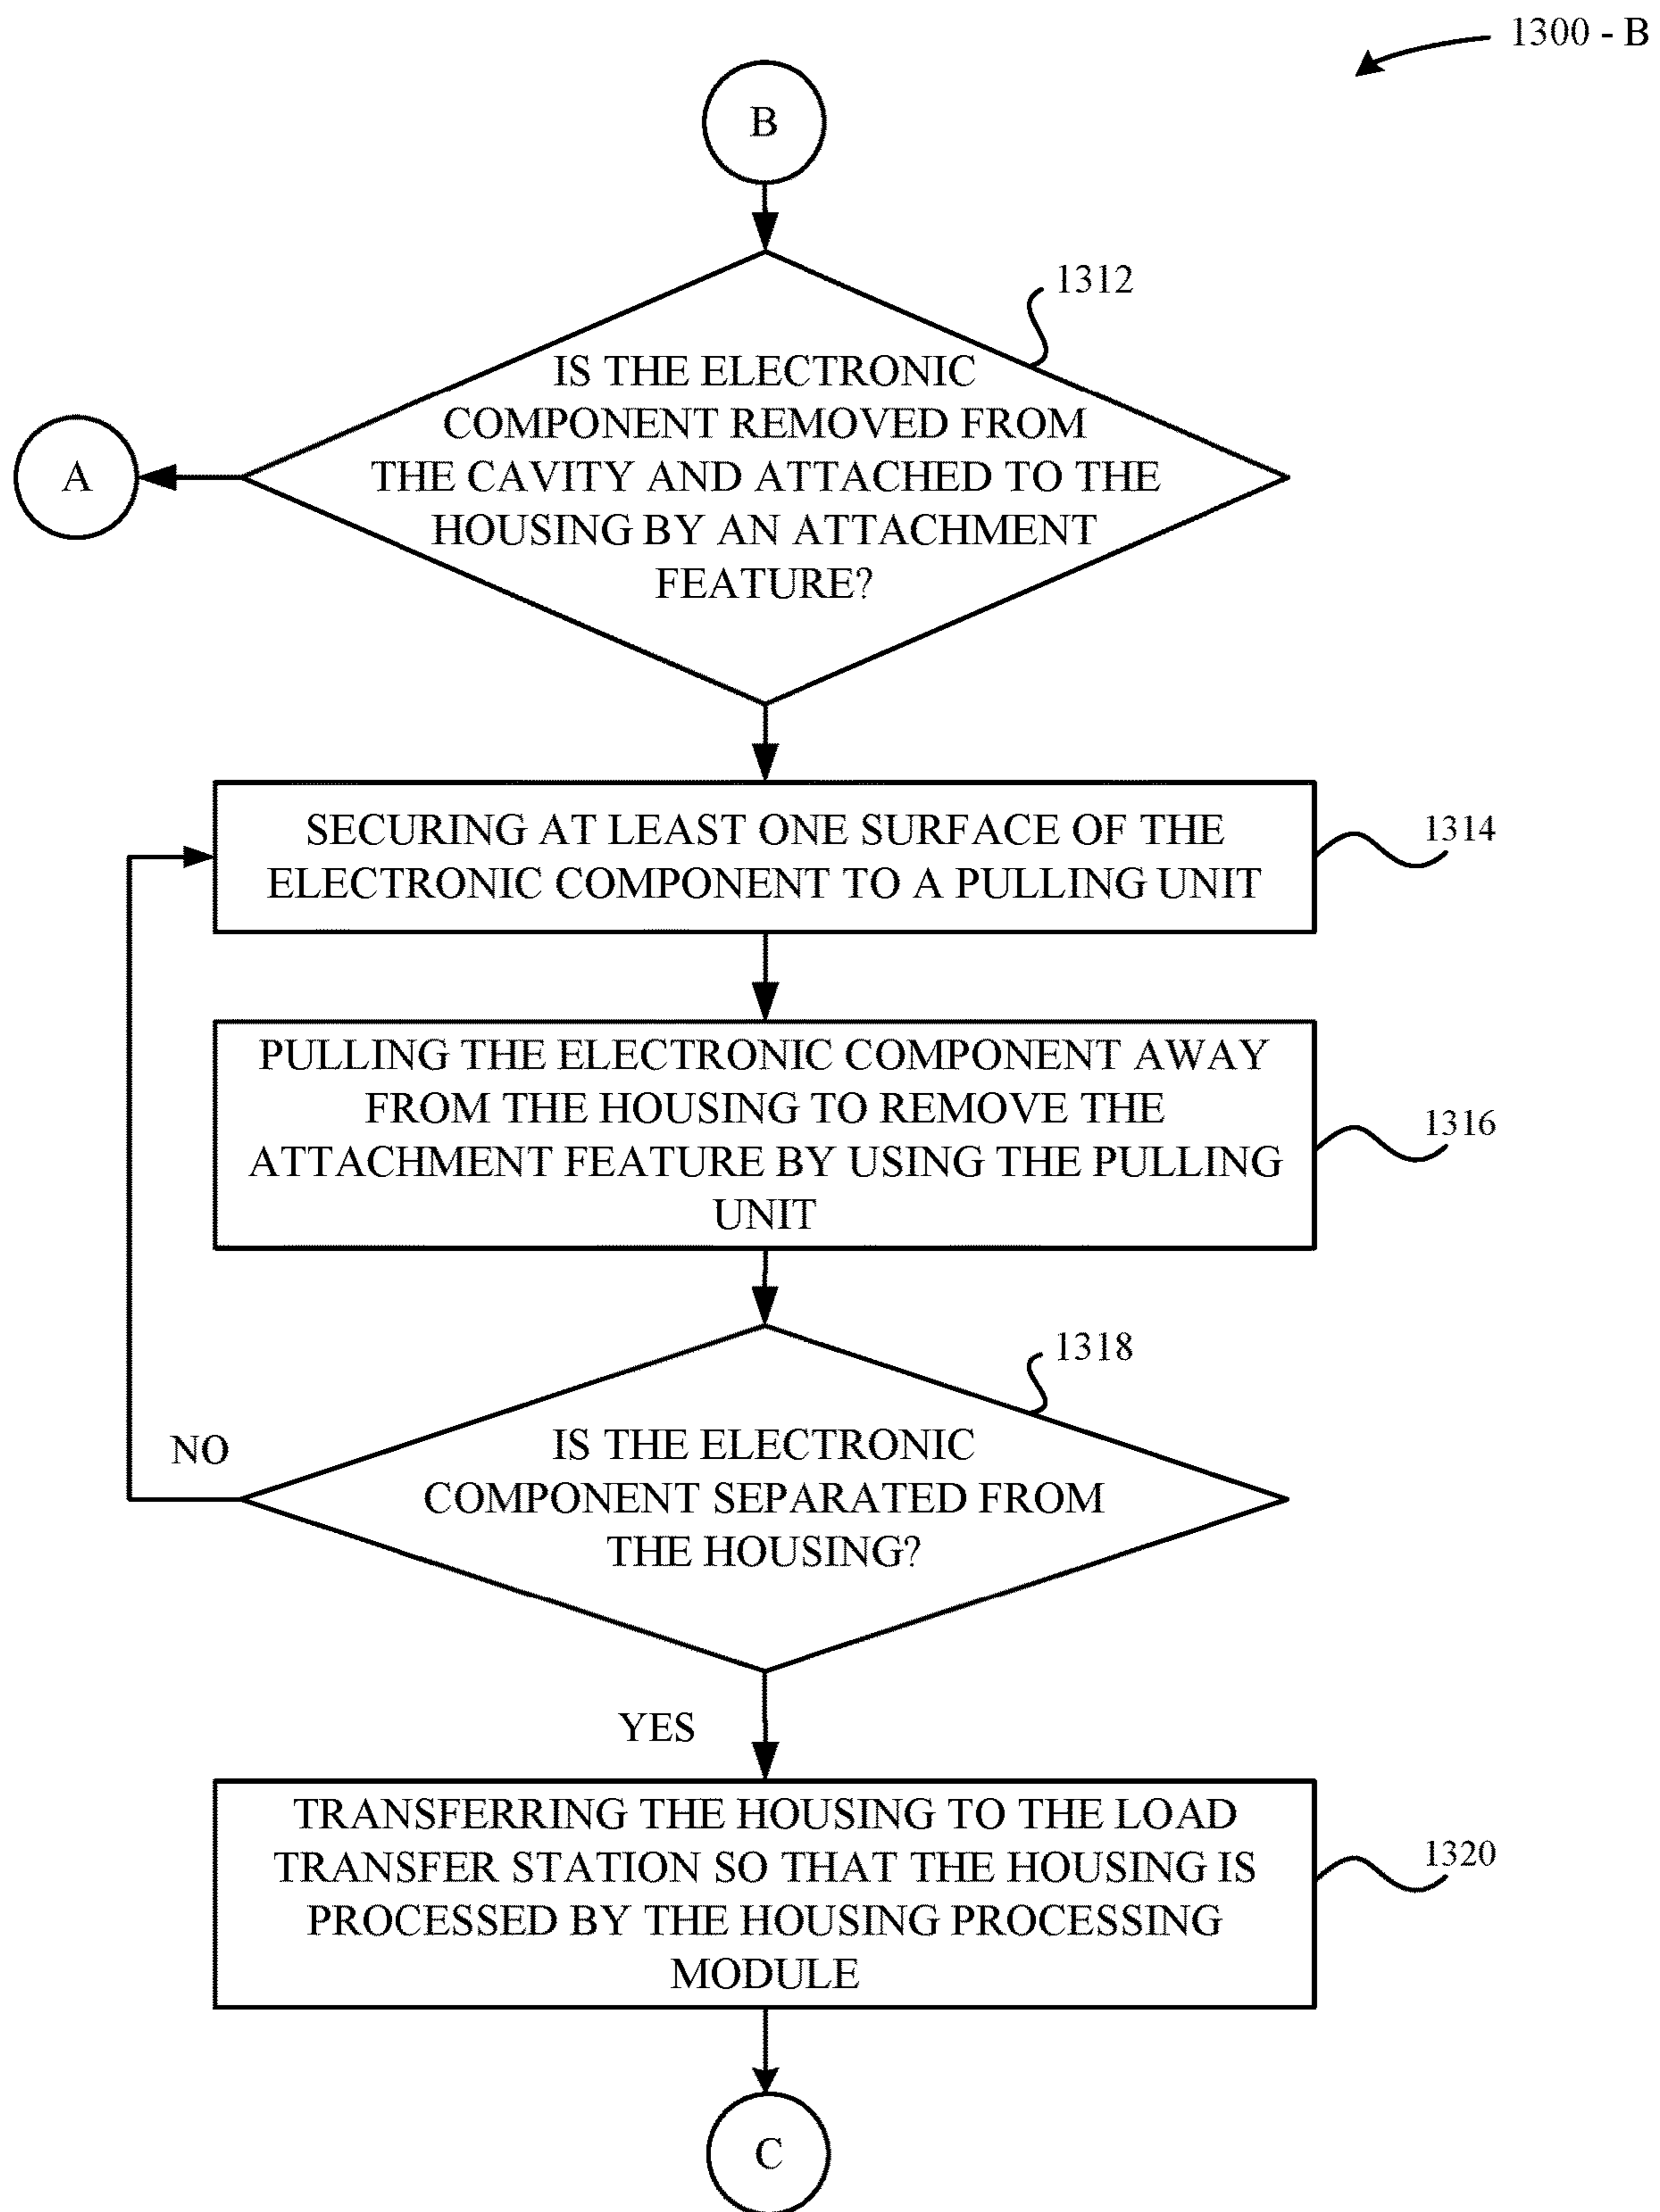 1300 - B
B
1312
IS THE ELECTRONIC
COMPONENT REMOVED FROM
THE CAVITY AND ATTACHED TO THE
HOUSING BY AN ATTACHMENT
FEATURE?
A
SECURING AT LEAST ONE SURFACE OF THE
ELECTRONIC COMPONENT TO A PULLING UNIT
1314
PULLING THE ELECTRONIC COMPONENT AWAY
FROM THE HOUSING TO REMOVE THE
ATTACHMENT FEATURE BY USING THE PULLING
UNIT
1316
1318
IS THE ELECTRONIC
COMPONENT SEPARATED FROM
THE HOUSING?
NO
YES
TRANSFERRING THE HOUSING TO THE LOAD
TRANSFER STATION SO THAT THE HOUSING IS
PROCESSED BY THE HOUSING PROCESSING
MODULE
1320
C